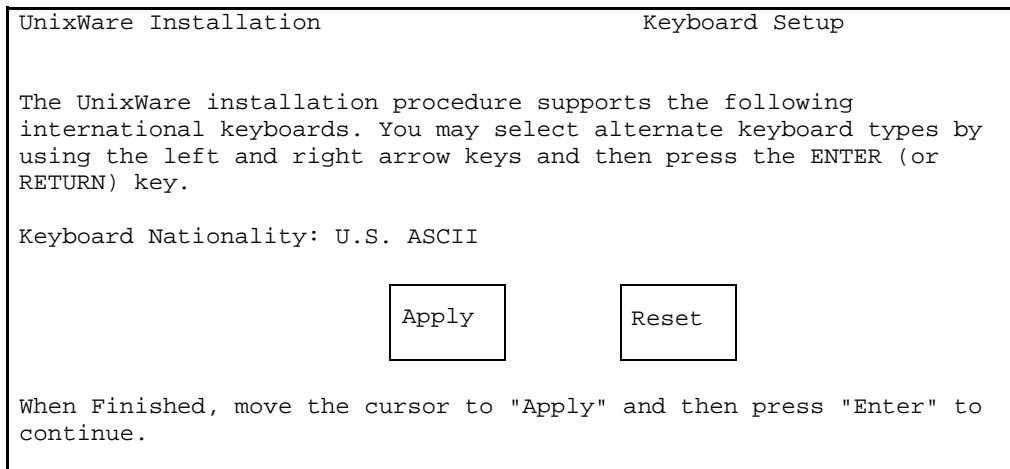 UnixWare Installation Keyboard Setup
The UnixWare installation procedure supports the following
international keyboards. You may select alternate keyboard types by
using the left and right arrow keys and then press the ENTER (or
RETURN) key.
Keyboard Nationality: U.S. ASCII
Apply Reset
When Finished, move the cursor to "Apply" and then press "Enter" to
continue.